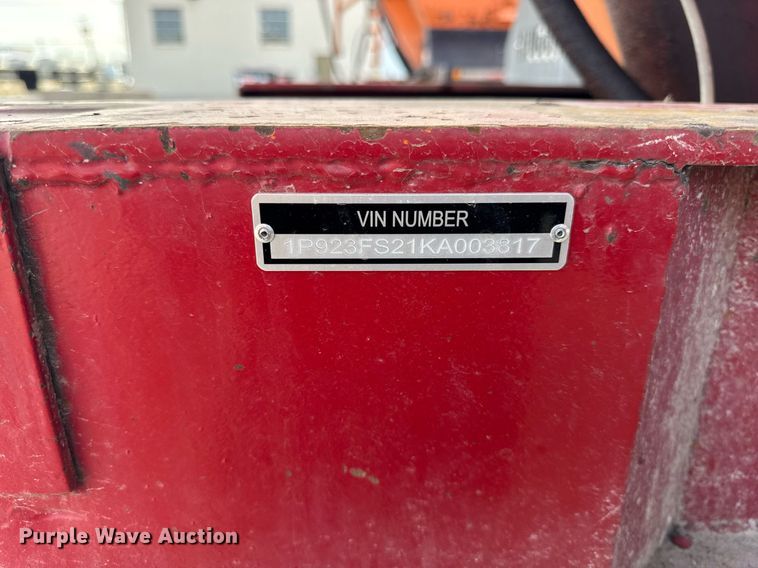 VIN NUMBER
1P923FS21KA003817
Purple Wave Auction